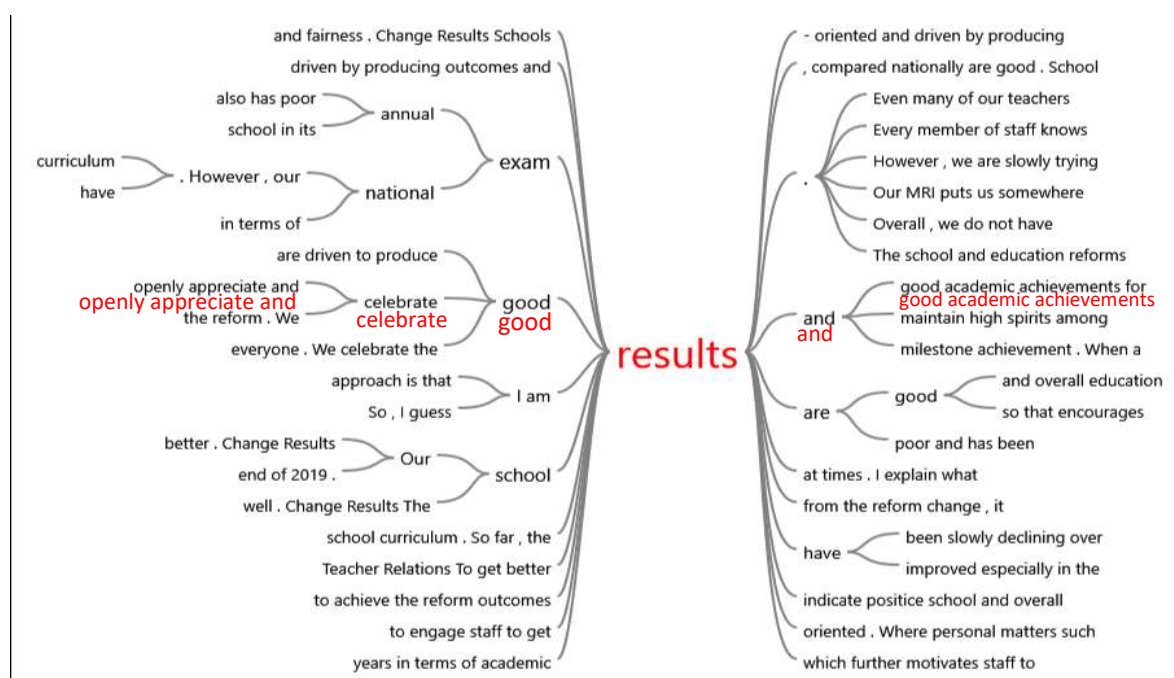 and fairness . Change Results Schools
driven by producing outcomes and
also has poor
school in its
annual
curriculum
have
. However , our
in terms of
national
exam
are driven to produce
openly appreciate and
openly appreciate and
the reform . We
celebrate
celebrate
everyone . We celebrate the
good
good
approach is that
So , I guess
I am
better . Change Results
end of 2019 .
Our
well . Change Results The
school
school curriculum . So far , the
Teacher Relations To get better
to achieve the reform outcomes
to engage staff to get
years in terms of academic
results
- oriented and driven by producing
, compared nationally are good . School
.
Even many of our teachers
Every member of staff knows
However , we are slowly trying
Our MRI puts us somewhere
Overall , we do not have
The school and education reforms
and
and
good academic achievements for
good academic achievements
maintain high spirits among
milestone achievement . When a
are
good
and overall education
so that encourages
poor and has been
at times . I explain what
from the reform change , it
have
been slowly declining over
improved especially in the
indicate positice school and overall
oriented . Where personal matters such
which further motivates staff to